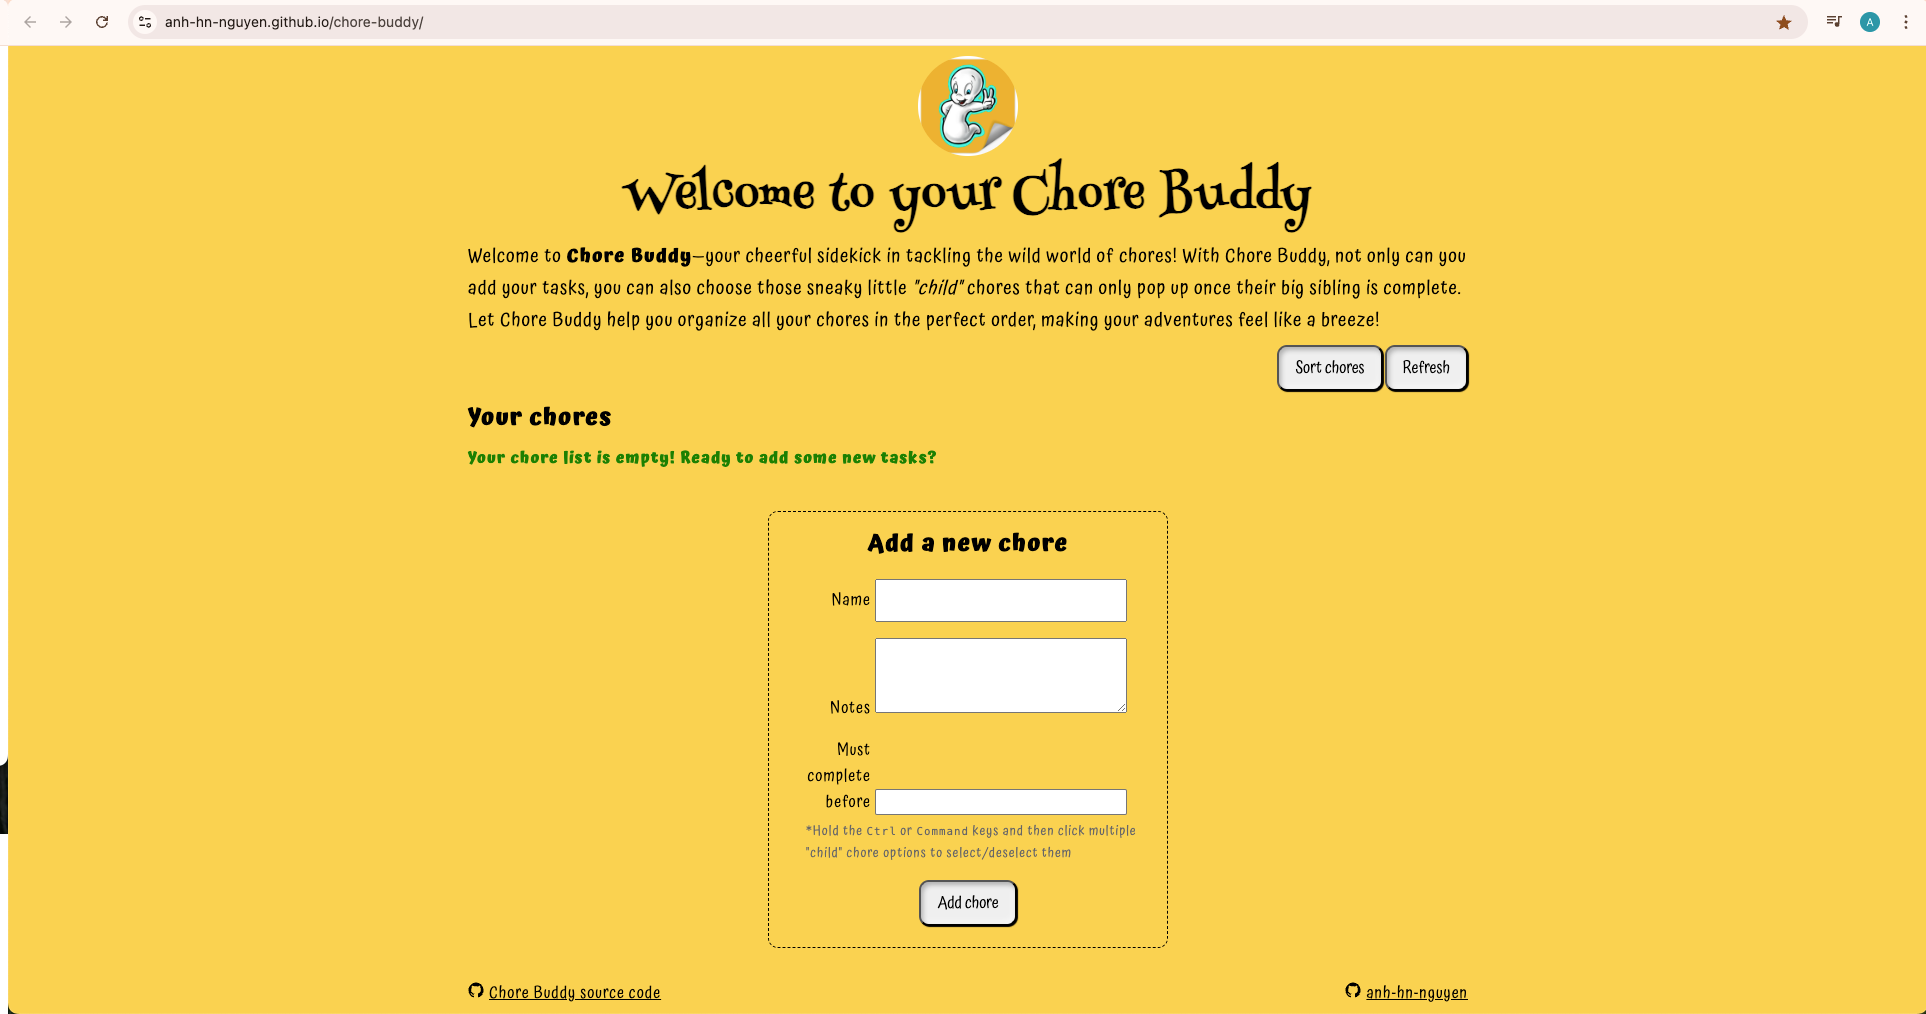 anh-hn-nguyen.github.io/chore-buddy/
A
Welcome to your Chore Buddy
Welcome to Chore Buddy—your cheerful sidekick in tackling the wild world of chores! With Chore Buddy, not only can you
add your tasks, you can also choose those sneaky little "child" chores that can only pop up once their big sibling is complete.
Let Chore Buddy help you organize all your chores in the perfect order, making your adventures feel like a breeze!
Sort chores Refresh
Your chores
Your chore list is empty! Ready to add some new tasks?
Add a new chore
Name
Notes
Must
complete
before
*Hold the Ctrl or Command keys and then click multiple
"child" chore options to select/deselect them
Add chore
Chore Buddy source code anh-hn-nguyen